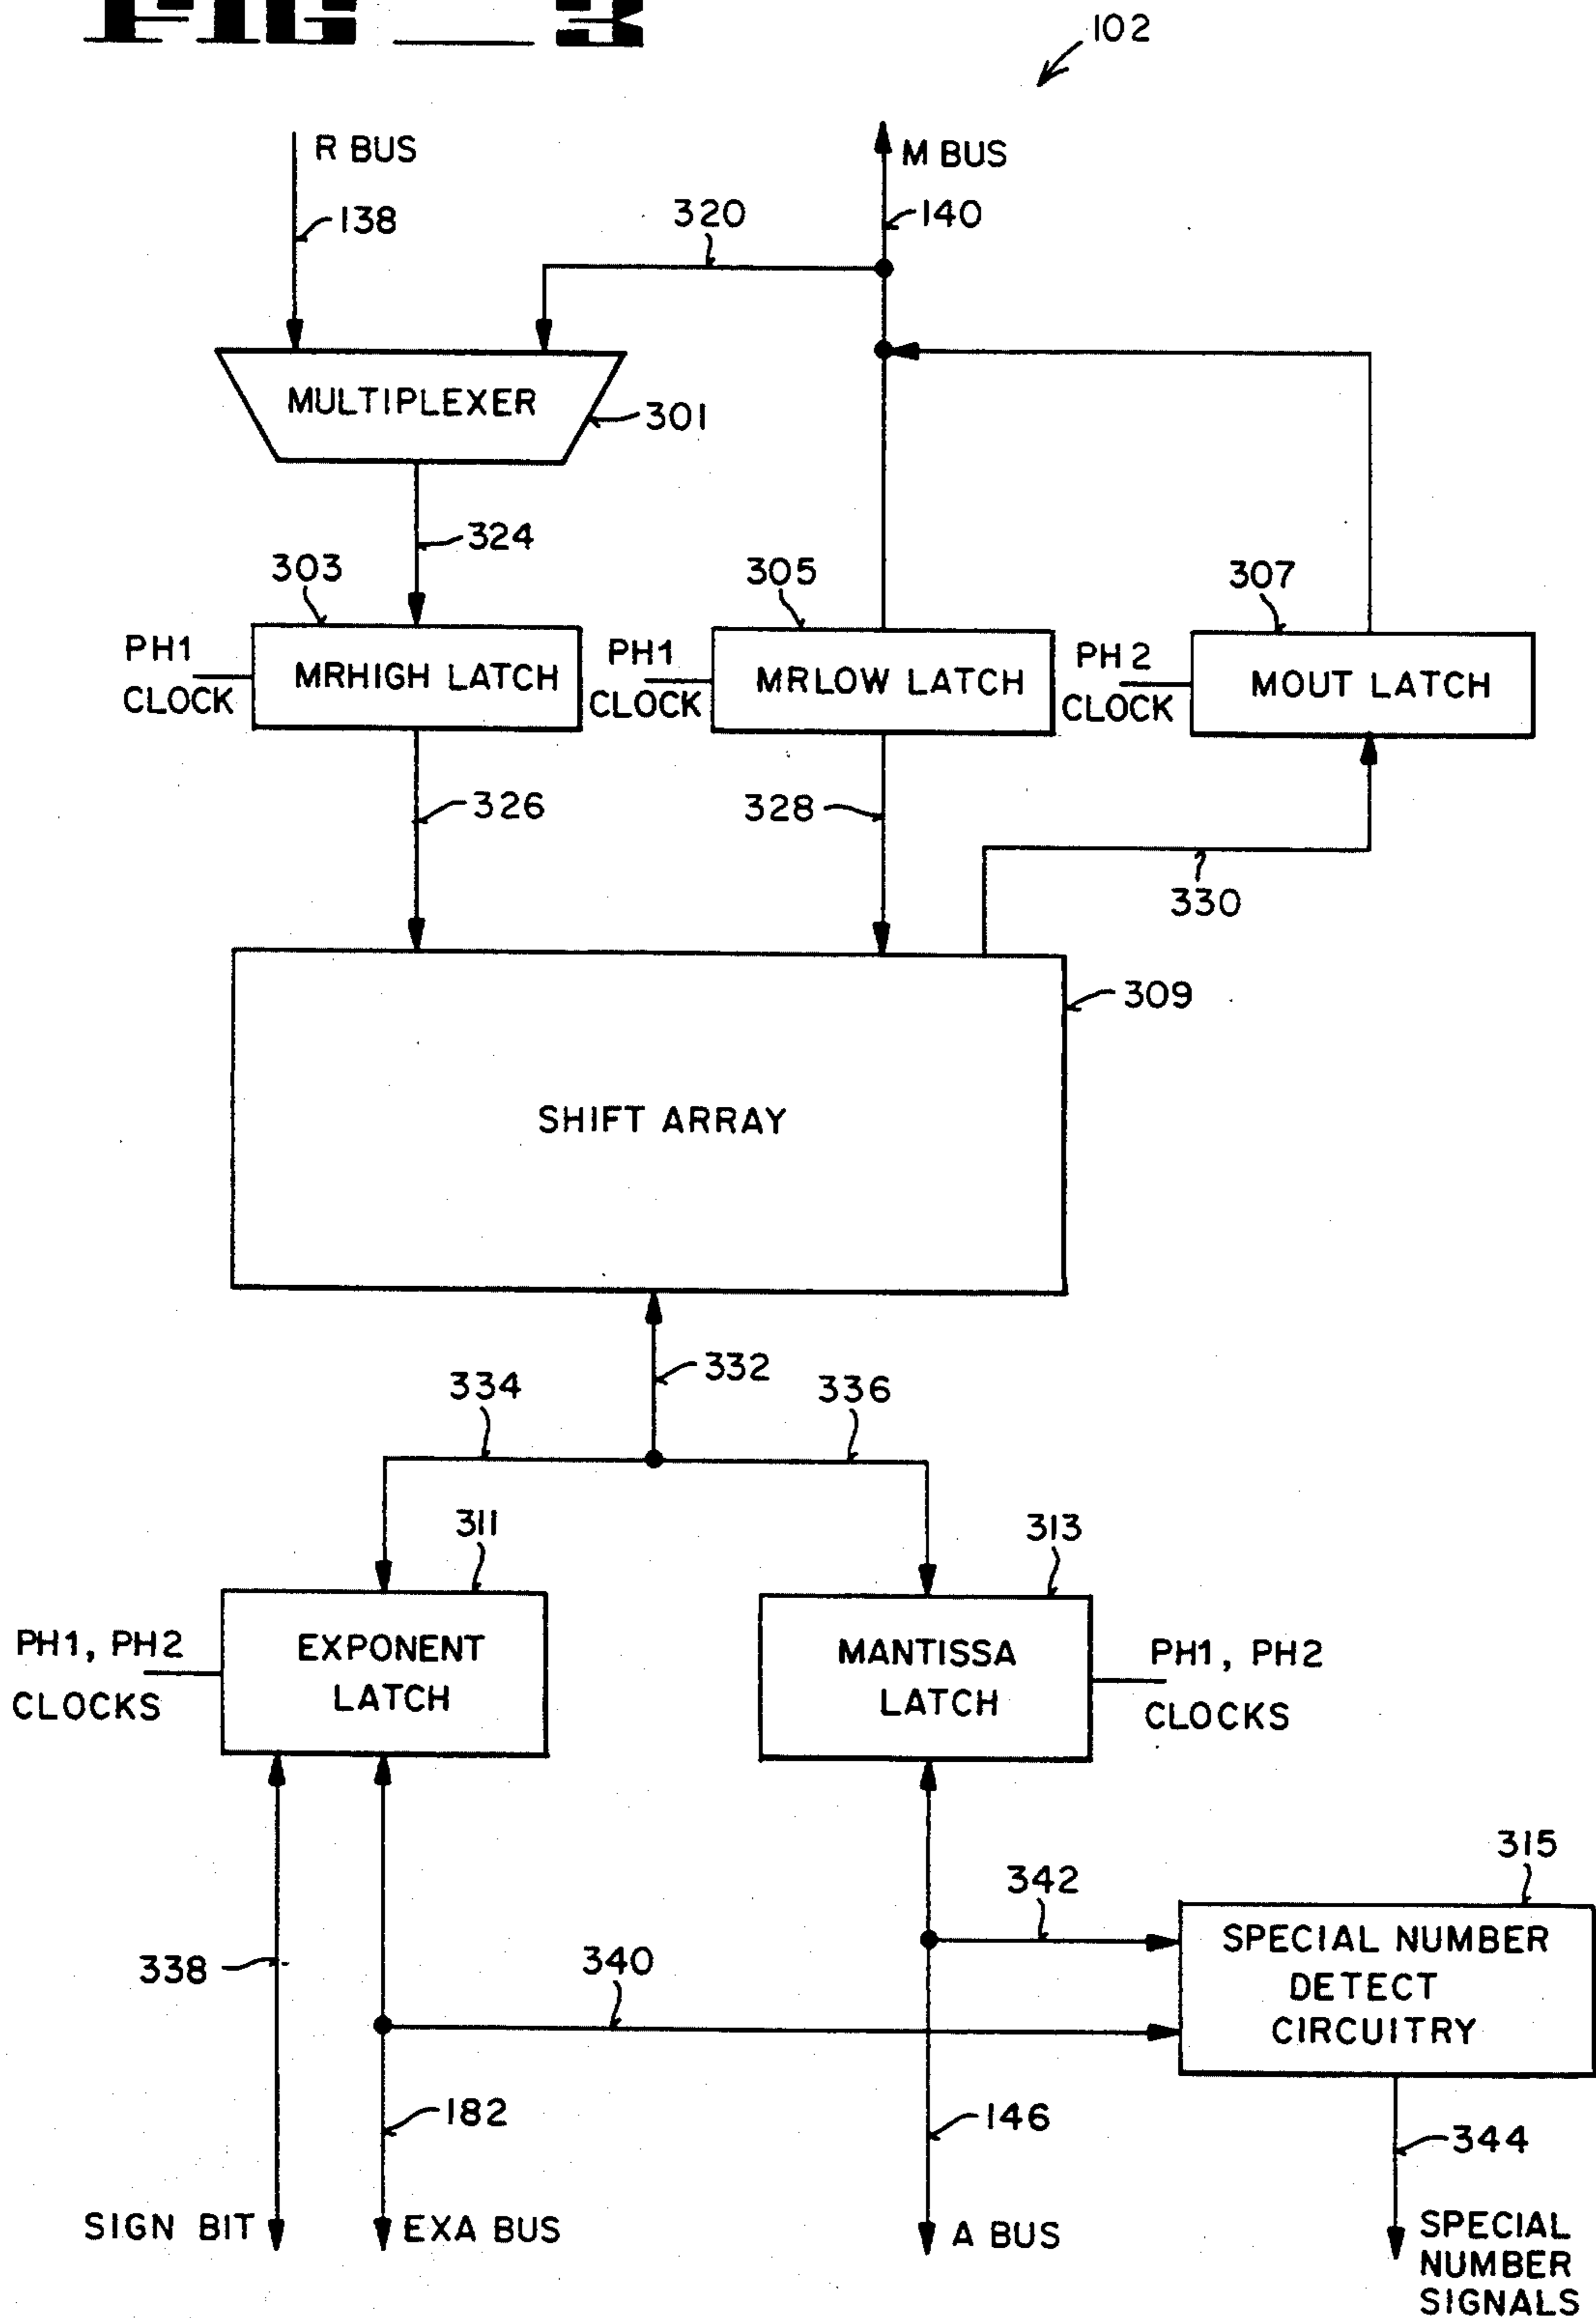 FIG_3
102
R BUS
M BUS
138
320
140
MULTIPLEXER
301
324
303
305
307
PH1
CLOCK
MRHIGH LATCH
PH1
CLOCK
MRLOW LATCH
PH2
CLOCK
MOUT LATCH
326
328
330
309
SHIFT ARRAY
332
334
336
311
313
PH1, PH2
CLOCKS
EXPONENT
LATCH
MANTISSA
LATCH
PH1, PH2
CLOCKS
315
342
338
340
SPECIAL NUMBER
DETECT
CIRCUITRY
182
146
344
SIGN BIT
EXA BUS
A BUS
SPECIAL
NUMBER
SIGNALS